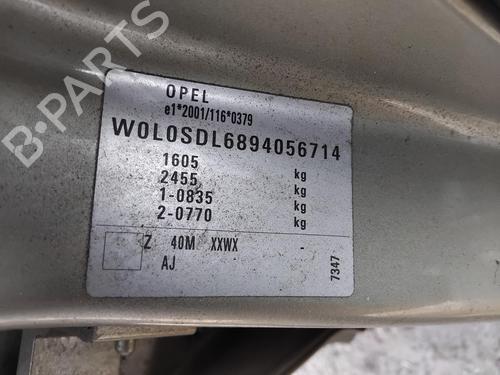 OPEL
e1*2001/116*0379
W0L0SDL6894056714
1605 kg
2455 kg
1-0835 kg
2-0770 kg
Z 40M XXWX -
AJ
7347
B-PARTS